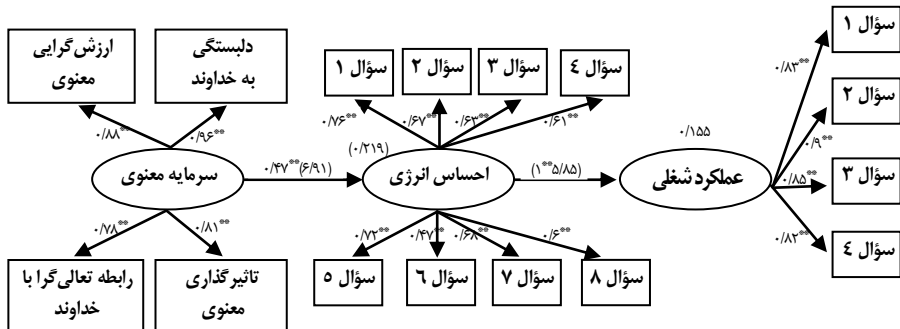 ارزش‌گرایی
معنوی
دلبستگی
به خداوند
سؤال ۱
سؤال ۲
سؤال ۳
سؤال ٤
سؤال ۱
سؤال ۲
سؤال ۳
سؤال ٤
۰/۸۸**
۰/۹۶**
۰/۷۶**
۰/۶۷**
۰/۶۳**
۰/۶۱**
۰/۸۳**
۰/۹**
۰/۸۵**
۰/۸۲**
(۰/۲۱۹)
۰/۱۵۵
سرمایه معنوی
۰/۴۷**(۶/۹۱)
احساس انرژی
(۱**۵/۸۵)
عملکرد شغلی
۰/۷۸**
۰/۸۱**
۰/۷۲**
۰/۴۷**
۰/۶۸**
۰/۶**
رابطه تعالی‌گرا با
خداوند
تاثیرگذاری
معنوی
سؤال ٥
سؤال ٦
سؤال ۷
سؤال ۸